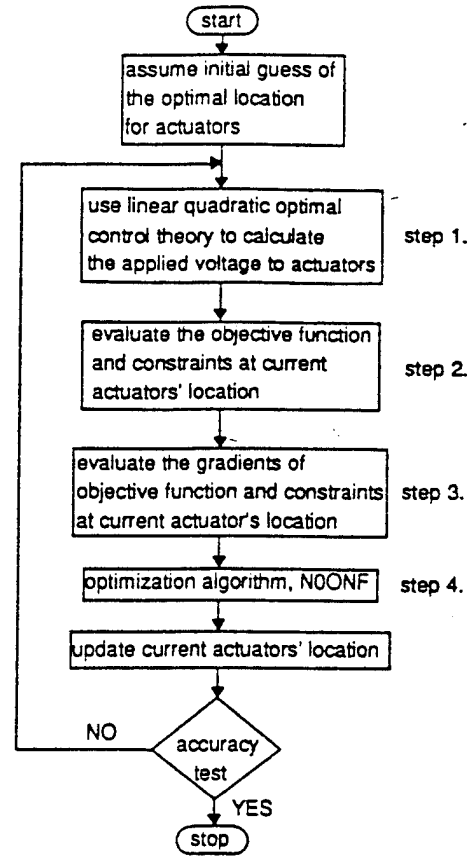 start
assume initial guess of
the optimal location
for actuators
use linear quadratic optimal
control theory to calculate
the applied voltage to actuators
step 1.
evaluate the objective function
and constraints at current
actuators' location
step 2.
evaluate the gradients of
objective function and constraints
at current actuator's location
step 3.
optimization algorithm, N0ONF
step 4.
update current actuators' location
accuracy
test
NO
YES
stop